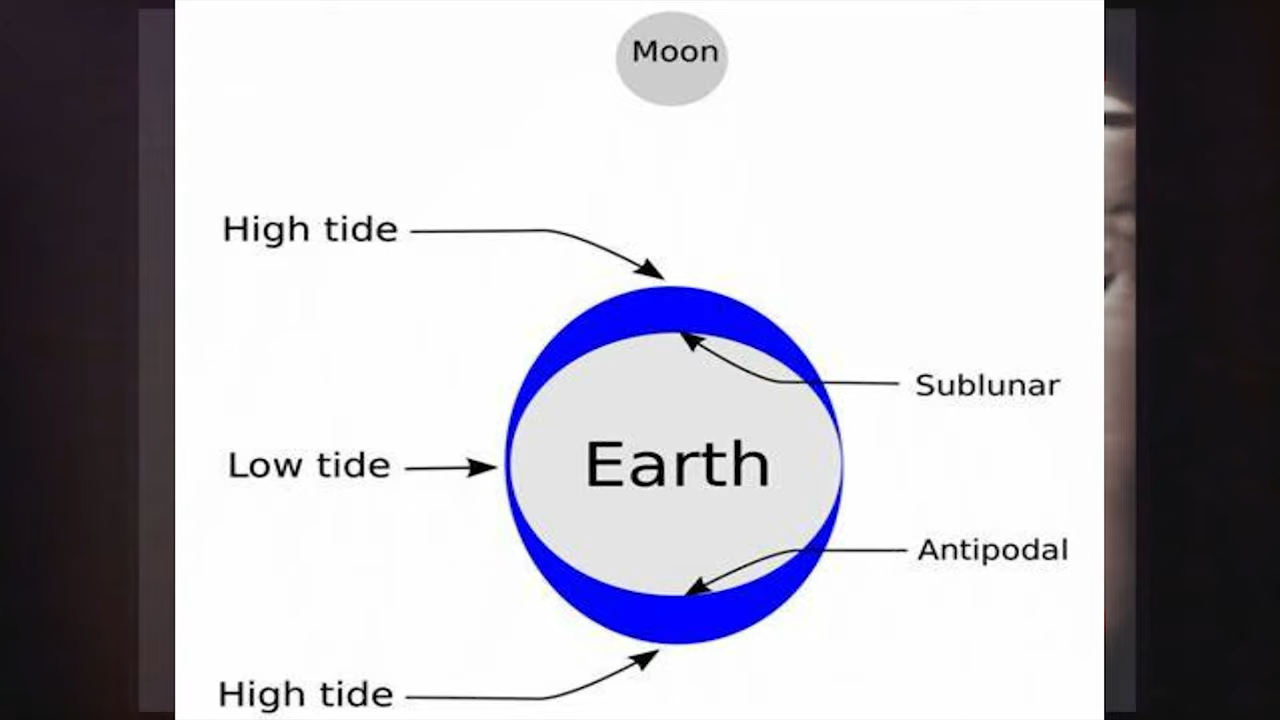 Moon
High tide
Sublunar
Earth
Low tide
Antipodal
High tide